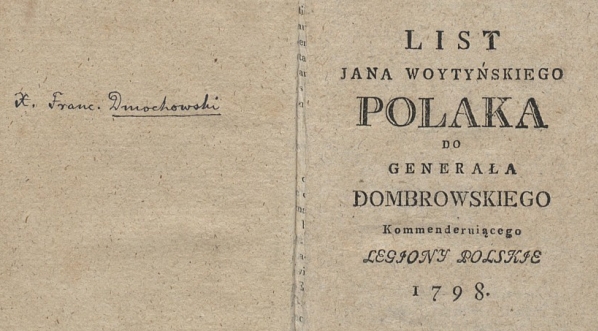 X. Franc. Dmochowski
LIST
JANA WOYTYŃSKIEGO
POLAKA
DO
GENERAŁA
DOMBROWSKIEGO
Kommenderuiącego
LEGIONY POLSKIE
1798.